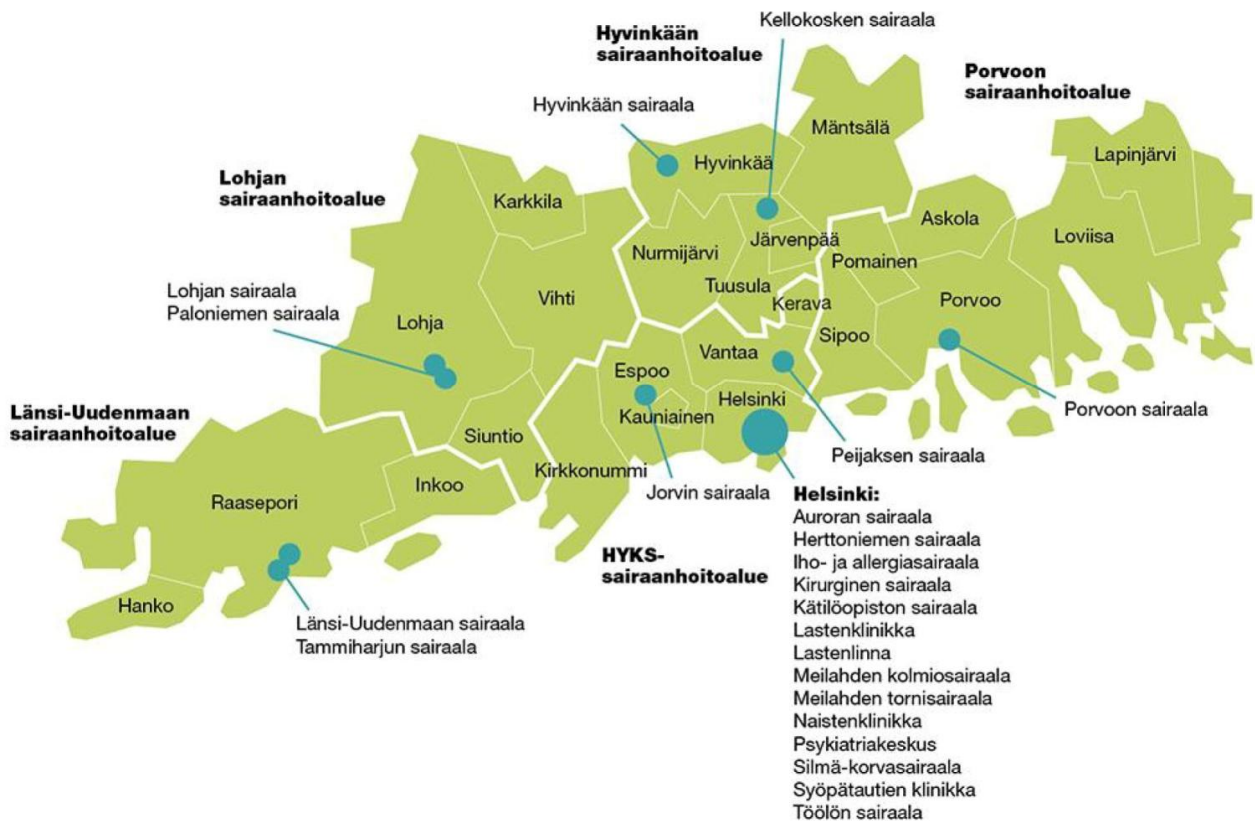 Kellokosken sairaala
Hyvinkään
sairaanhoitoalue
Porvoon
sairaanhoitoalue
Hyvinkään sairaala
Mäntsälä
Lapinjärvi
Hyvinkää
Lohjan
sairaanhoitoalue
Karkkila
Askola
Loviisa
Järvenpää
Nurmijärvi
Pornainen
Tuusula
Kerava
Porvoo
Vihti
Lohjan sairaala
Paloniemen sairaala
Lohja
Sipoo
Vantaa
Espoo
Helsinki
Kauniainen
Länsi-Uudenmaan
sairaanhoitoalue
Porvoon sairaala
Siuntio
Peijaksen sairaala
Kirkkonummi
Inkoo
Raasepori
Jorvin sairaala
HYKS-
sairaanhoitoalue
Hanko
Länsi-Uudenmaan sairaala
Tammiharjun sairaala
Helsinki:
Auroran sairaala
Herttoniemen sairaala
Iho- ja allergiasairaala
Kirurginen sairaala
Kätilöopiston sairaala
Lastenklinikka
Lastenlinna
Meilahden kolmiosairaala
Meilahden tornisairaala
Naistenklinikka
Psykiatriakeskus
Silmä-korvasairaala
Syöpätautien klinikka
Töölön sairaala